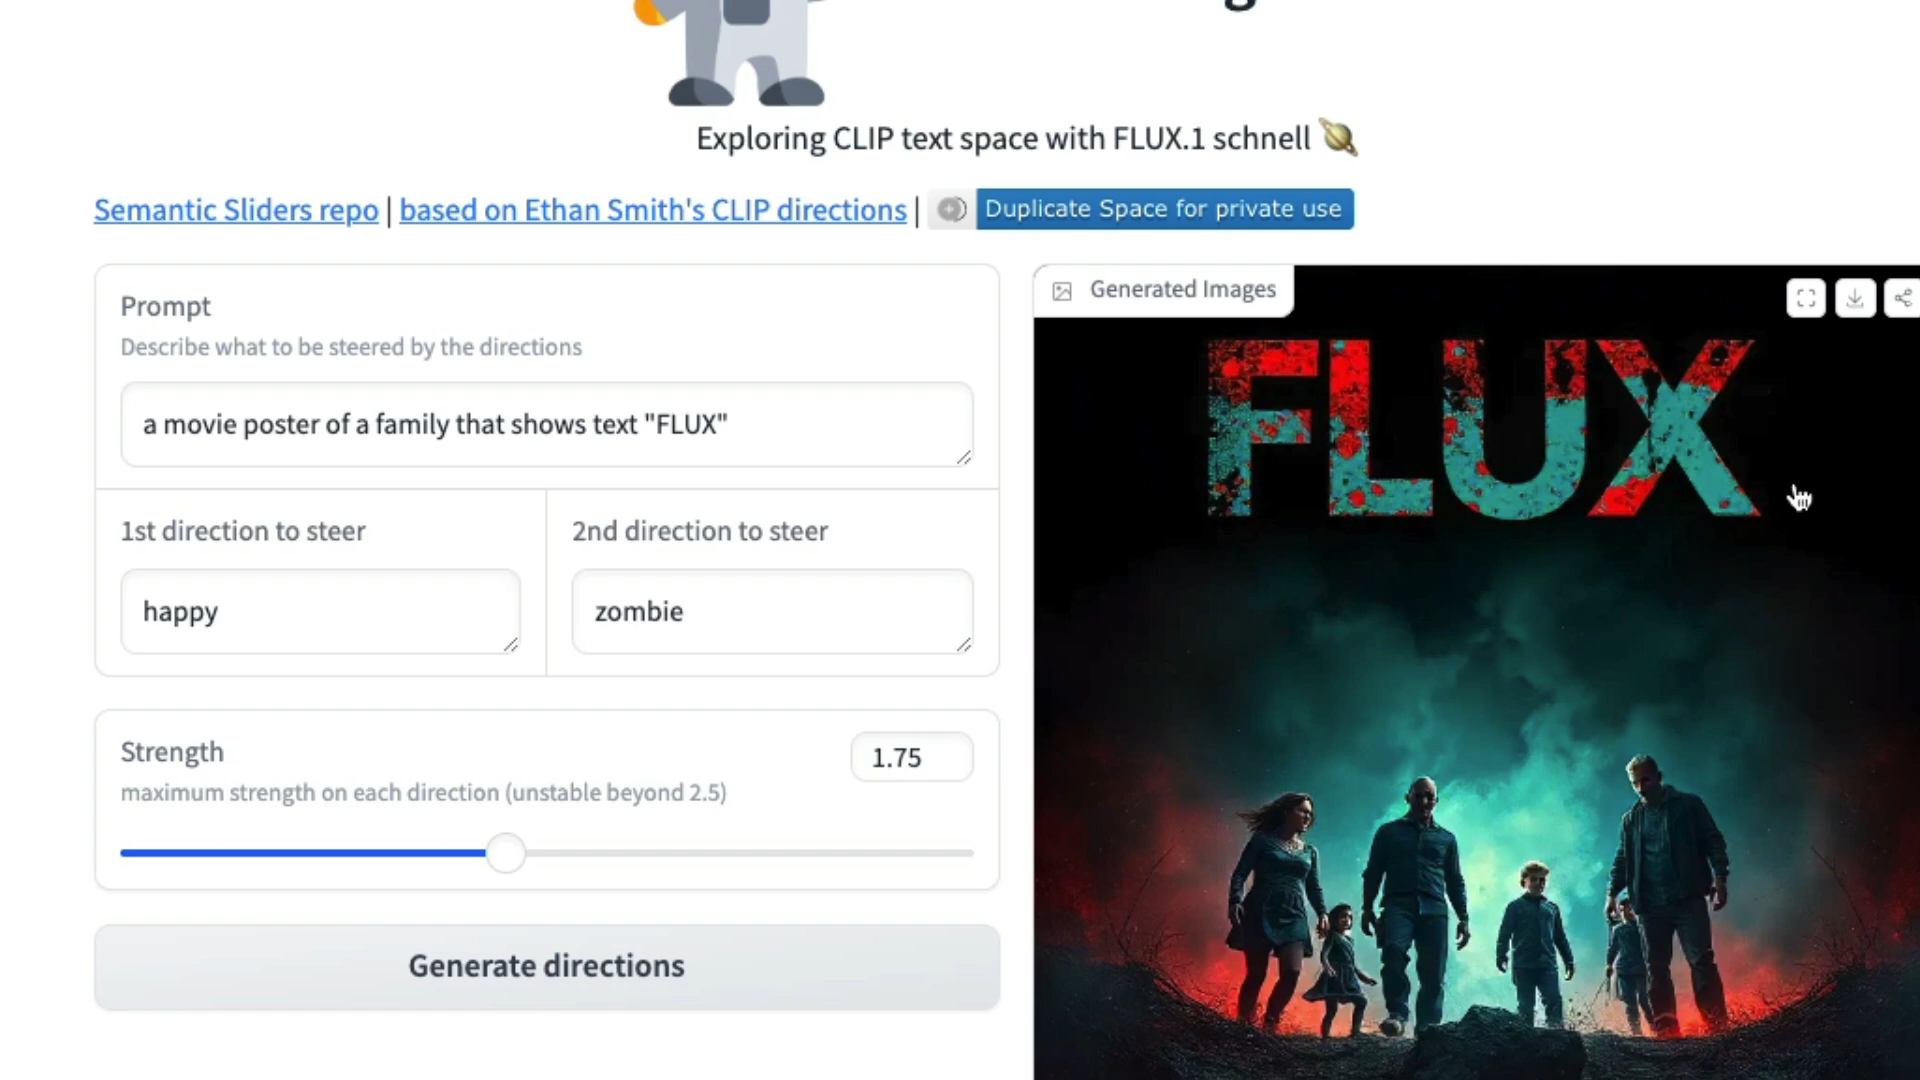 Exploring CLIP text space with FLUX.1 schnell 🪐
Semantic Sliders repo | based on Ethan Smith's CLIP directions | Duplicate Space for private use
Prompt
Describe what to be steered by the directions
a movie poster of a family that shows text "FLUX"
1st direction to steer
2nd direction to steer
happy
zombie
Strength
1.75
maximum strength on each direction (unstable beyond 2.5)
Generate directions
Generated Images
FLUX